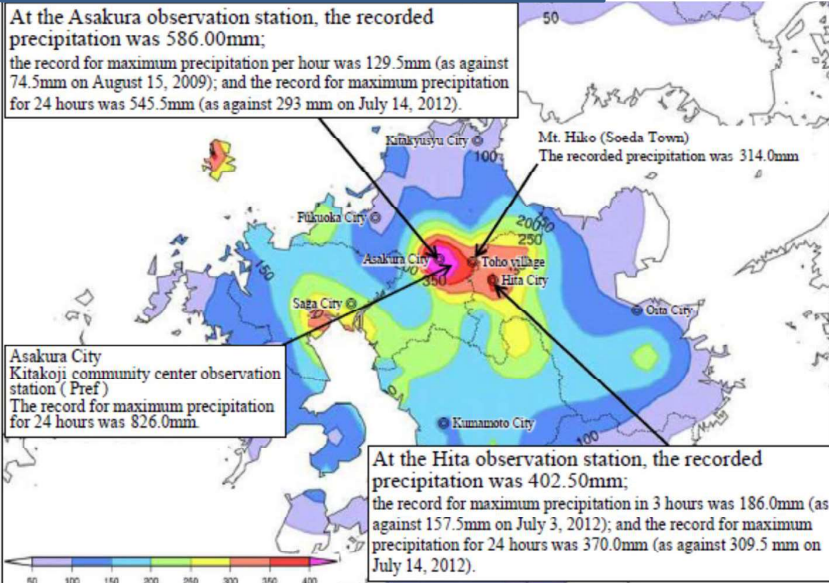 At the Asakura observation station, the recorded
precipitation was 586.00mm;
the record for maximum precipitation per hour was 129.5mm (as against
74.5mm on August 15, 2009); and the record for maximum precipitation
for 24 hours was 545.5mm (as against 293 mm on July 14, 2012).
50
Kitakyusyu City
100
Mt. Hiko (Soeda Town)
The recorded precipitation was 314.0mm
Fukuoka City
200
250
Asakura City
Toho village
150
350
Hita City
Saga City
Oita City
Asakura City
Kitakoji community center observation
station ( Pref )
The record for maximum precipitation
for 24 hours was 826.0mm.
Kumamoto City
100
At the Hita observation station, the recorded
precipitation was 402.50mm;
the record for maximum precipitation in 3 hours was 186.0mm (as
against 157.5mm on July 3, 2012); and the record for maximum
precipitation for 24 hours was 370.0mm (as against 309.5 mm on
July 14, 2012).
50 100 150 200 250 300 350 400